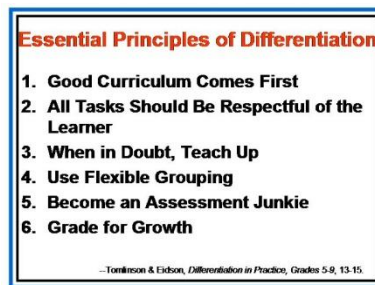 Essential Principles of Differentiation
1. Good Curriculum Comes First
2. All Tasks Should Be Respectful of the
Learner
3. When in Doubt, Teach Up
4. Use Flexible Grouping
5. Become an Assessment Junkie
6. Grade for Growth
--Tomlinson & Eidson, Differentiation in Practice, Grades 5-9, 13-15.